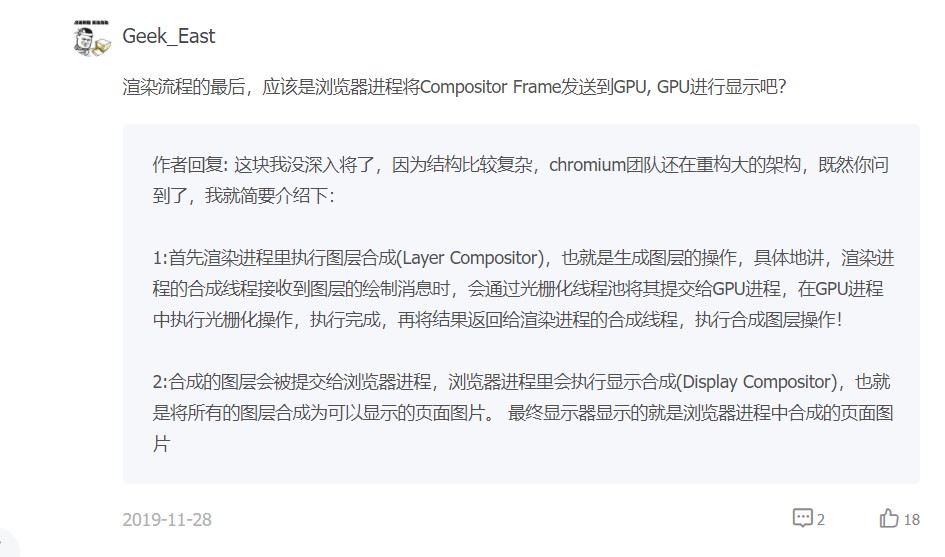 Geek_East
渲染流程的最后，应该是浏览器进程将Compositor Frame发送到GPU, GPU进行显示吧？
作者回复: 这块我没深入将了，因为结构比较复杂，chromium团队还在重构大的架构，既然你问
到了，我就简要介绍下：
1:首先渲染进程里执行图层合成(Layer Compositor)，也就是生成图层的操作，具体地讲，渲染进
程的合成线程接收到图层的绘制消息时，会通过光栅化线程池将其提交给GPU进程，在GPU进程
中执行光栅化操作，执行完成，再将结果返回给渲染进程的合成线程，执行合成图层操作！
2:合成的图层会被提交给浏览器进程，浏览器进程里会执行显示合成(Display Compositor)，也就
是将所有的图层合成为可以显示的页面图片。 最终显示器显示的就是浏览器进程中合成的页面图
片
2019-11-28
2
18